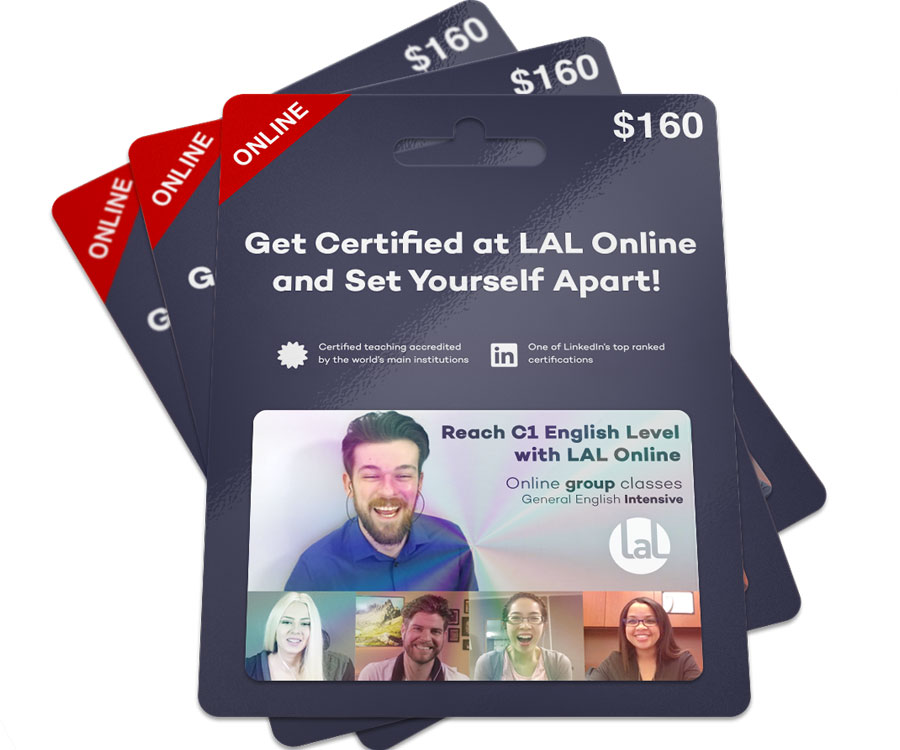 $160
$160
$160
ONLINE
ONLINE
ONLINE
Get Certified at LAL Online
and Set Yourself Apart!
G
G
Certified teaching accredited
by the world's main institutions
in
One of LinkedIn's top ranked
certifications
Reach C1 English Level
with LAL Online
Online group classes
General English Intensive
lal